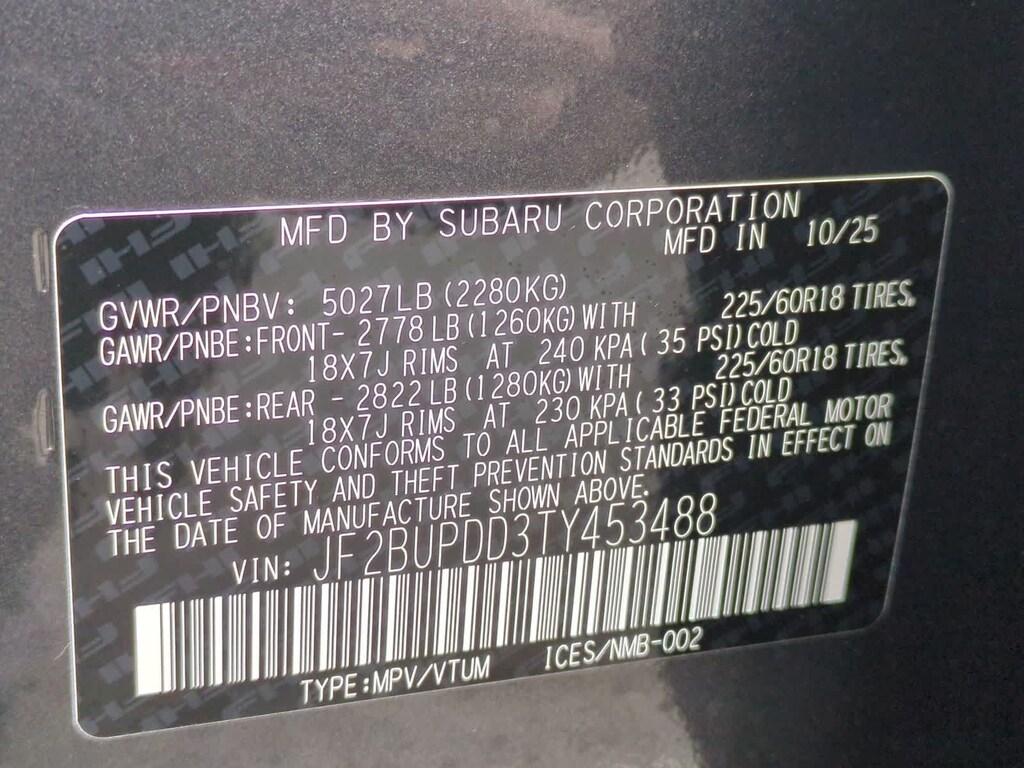 MFD BY SUBARU CORPORATION
MFD IN 10/25
GVWR/PNBV: 5027LB (2280KG)
GAWR/PNBE:FRONT- 2778 LB (1260KG) WITH 225/60R18 TIRES,
18X7J RIMS AT 240 KPA ( 35 PSI) COLD
GAWR/PNBE:REAR - 2822 LB (1280KG) WITH 225/60R18 TIRES,
18X7J RIMS AT 230 KPA ( 33 PSI) COLD
THIS VEHICLE CONFORMS TO ALL APPLICABLE FEDERAL MOTOR
VEHICLE SAFETY AND THEFT PREVENTION STANDARDS IN EFFECT ON
THE DATE OF MANUFACTURE SHOWN ABOVE.
VIN: JF2BUPDD3TY453488
TYPE:MPV/VTUM ICES/NMB-002